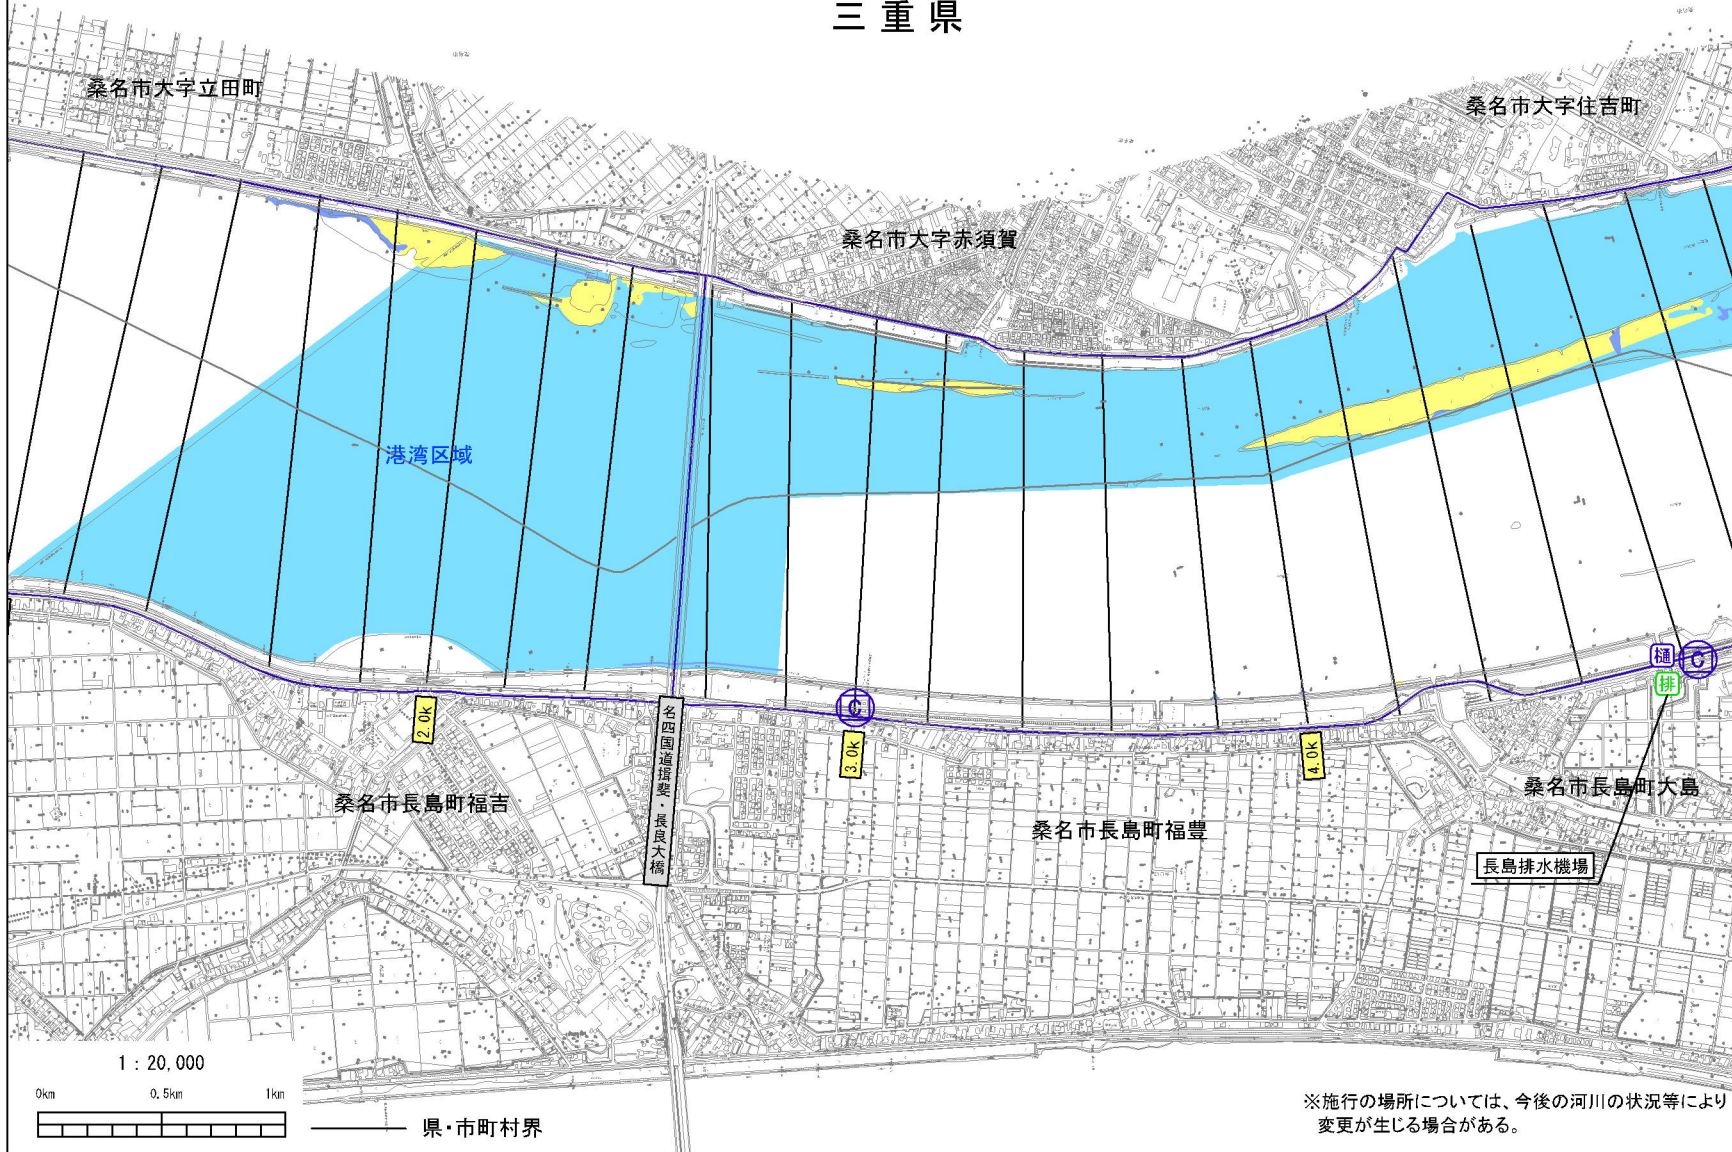 三重県
桑名市大字立田町
桑名市大字住吉町
桑名市大字赤須賀
港湾区域
樋
C
排
C
2.0k
名四国道揖斐・長良大橋
3.0k
4.0k
桑名市長島町福吉
桑名市長島町大島
桑名市長島町福豊
長島排水機場
1:20,000
0km 0.5km 1km
県・市町村界
※施行の場所については、今後の河川の状況等により
変更が生じる場合がある。